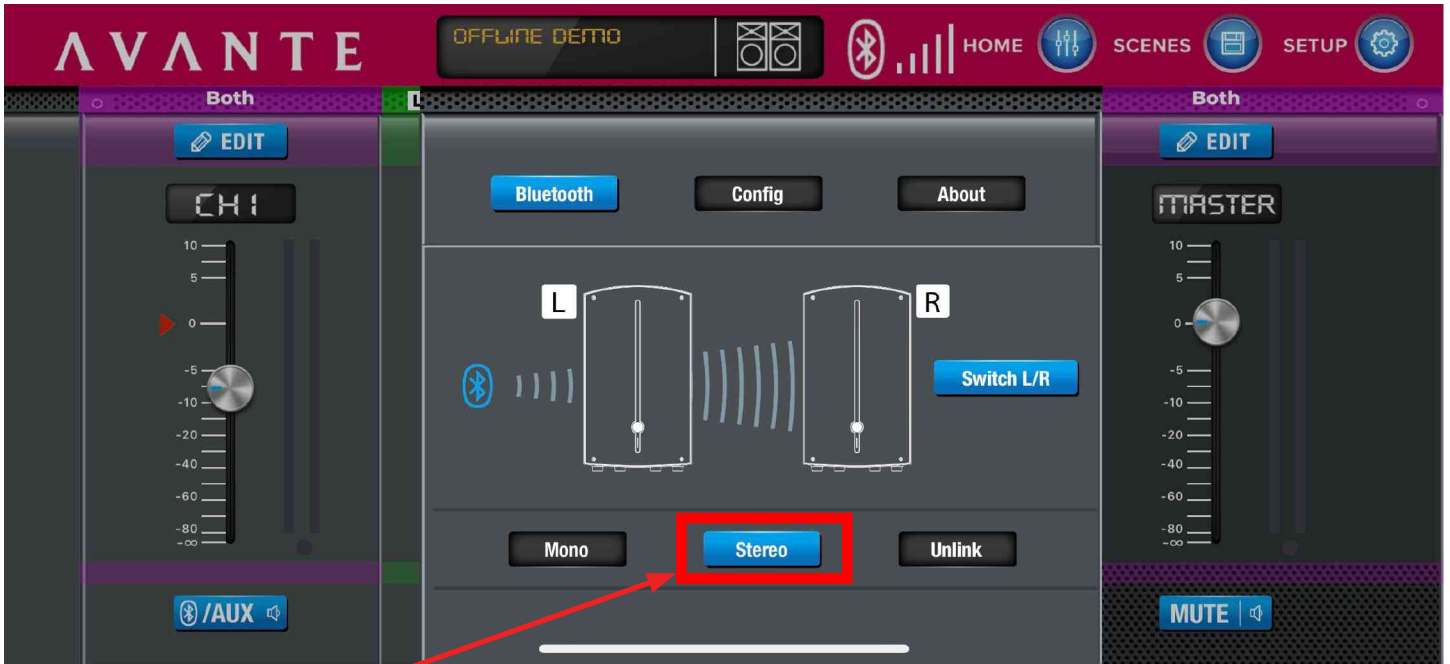 AVANTE
OFFLINE DEMO
HOME
SCENES
SETUP
Both
L
Both
EDIT
EDIT
Bluetooth
Config
About
CH1
MASTER
10
5
0
-5
-10
-20
-40
-60
-80
-∞
L
R
Switch L/R
10
5
0
-5
-10
-20
-40
-60
-80
-∞
Mono
Stereo
Unlink
/AUX
MUTE